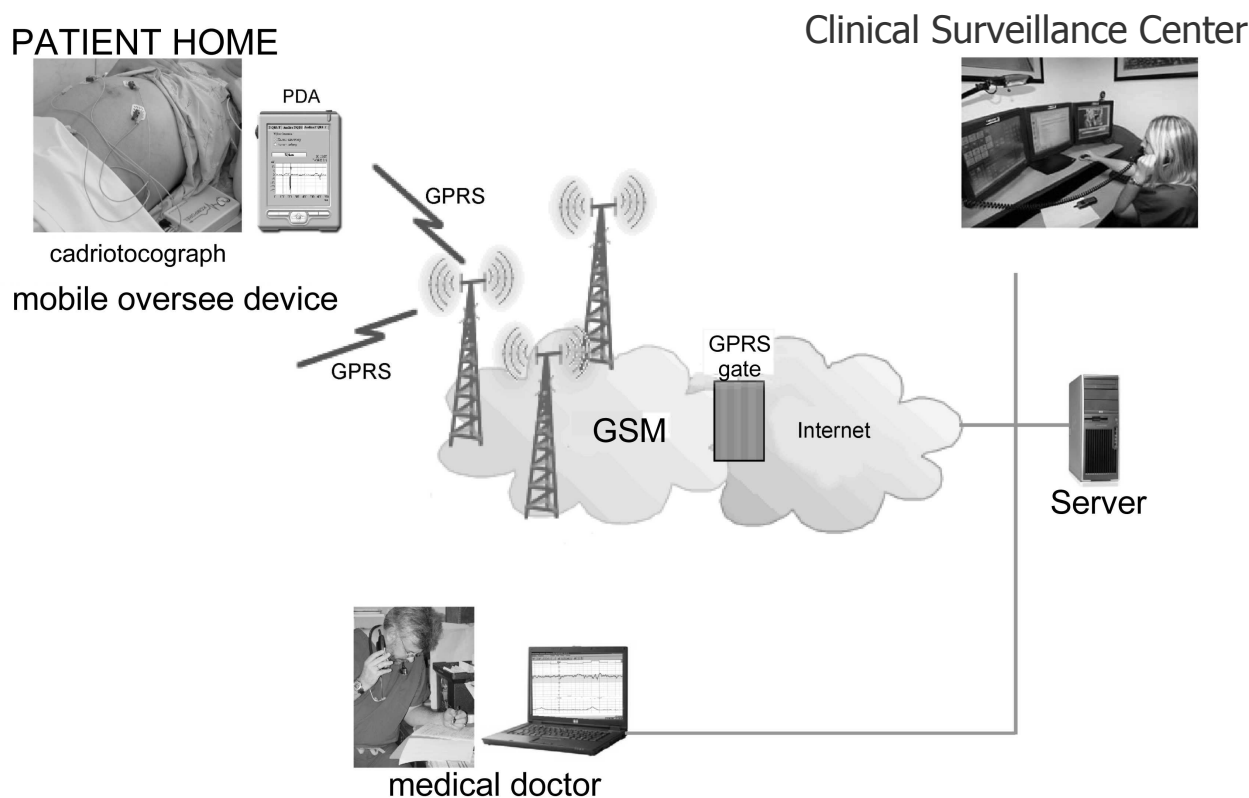 PATIENT HOME
Clinical Surveillance Center
PDA
GPRS
cadriotocograph
mobile oversee device
GPRS
GPRS
gate
GSM
Internet
Server
medical doctor